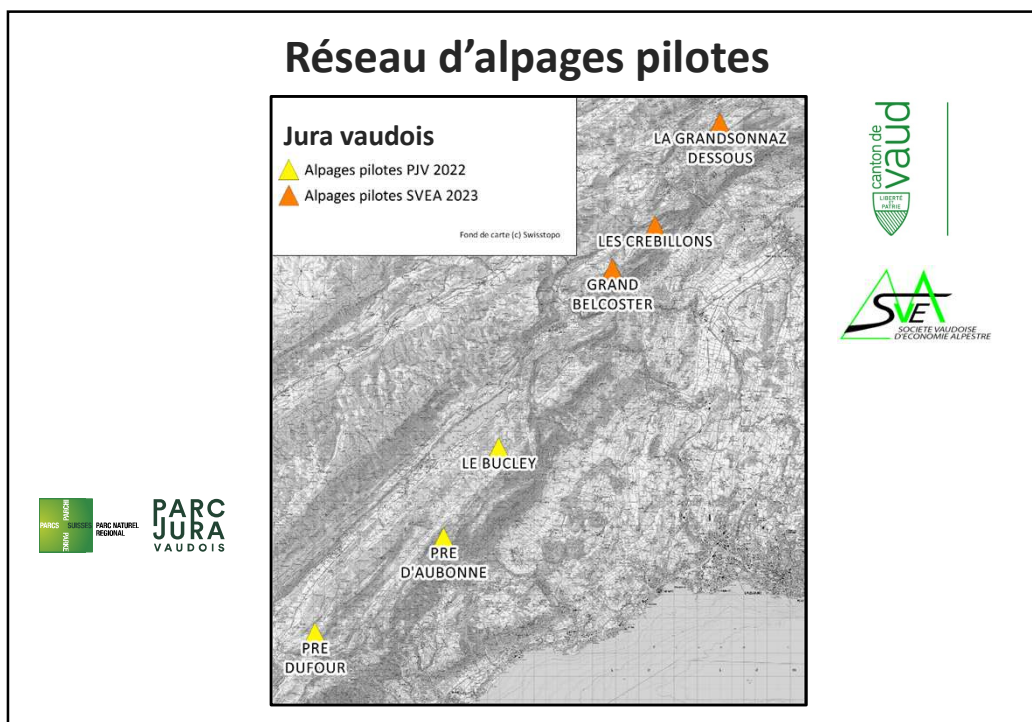 Réseau d'alpages pilotes
Jura vaudois
Alpages pilotes PJV 2022
Alpages pilotes SVEA 2023
Fond de carte (c) Swisstopo
LA GRANDSONNAZ
DESSOUS
LES CREBILLONS
GRAND
BELCOSTER
LE BUCLEY
PRE
D'AUBONNE
PRE
DUFOUR
canton de
vaud
LIBERTÉ
ET
PATRIE
SVEA
SOCIETE VAUDOISE
D'ECONOMIE ALPESTRE
PARCS
SUISSES
PARC NATUREL
REGIONAL
PARC
JURA
VAUDOIS